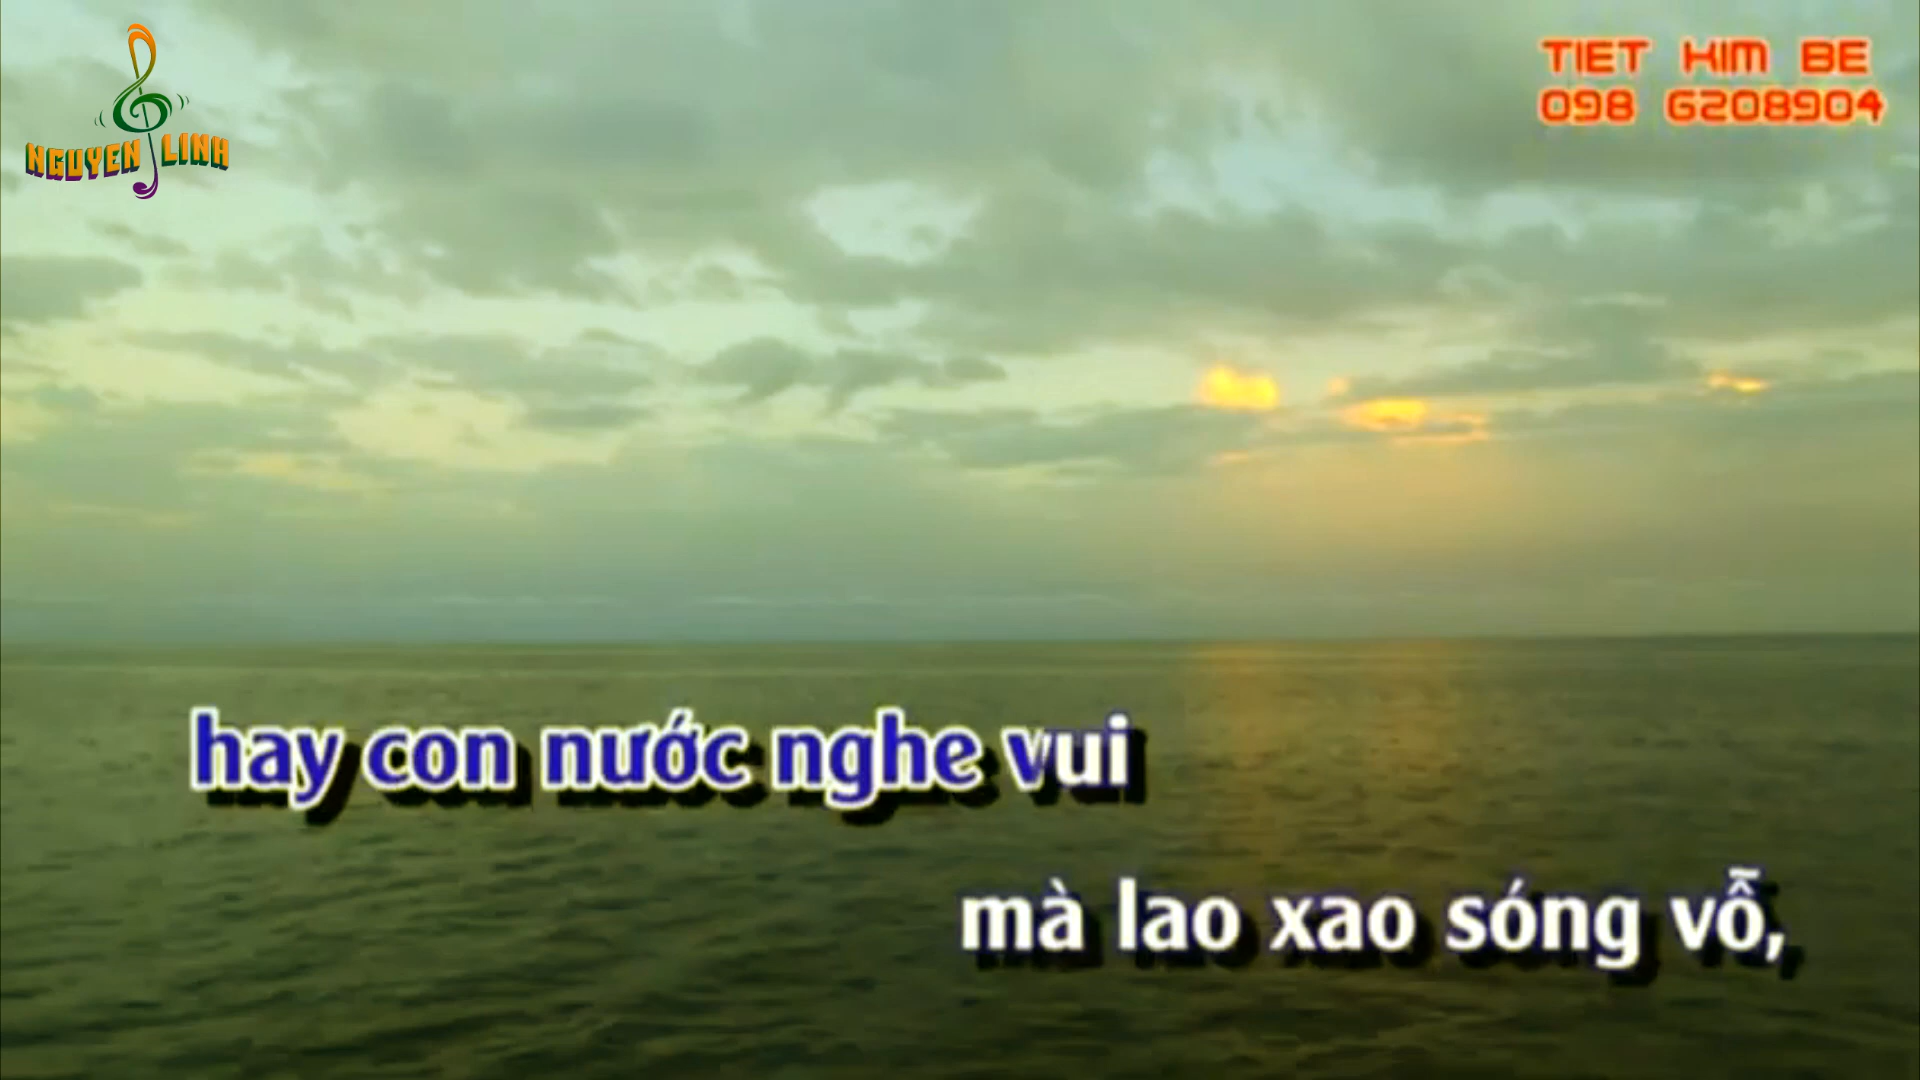 NGUYEN LINH
TIET KIM BE
098 6208904
hay con nước nghe vui
mà lao xao sóng vỗ,